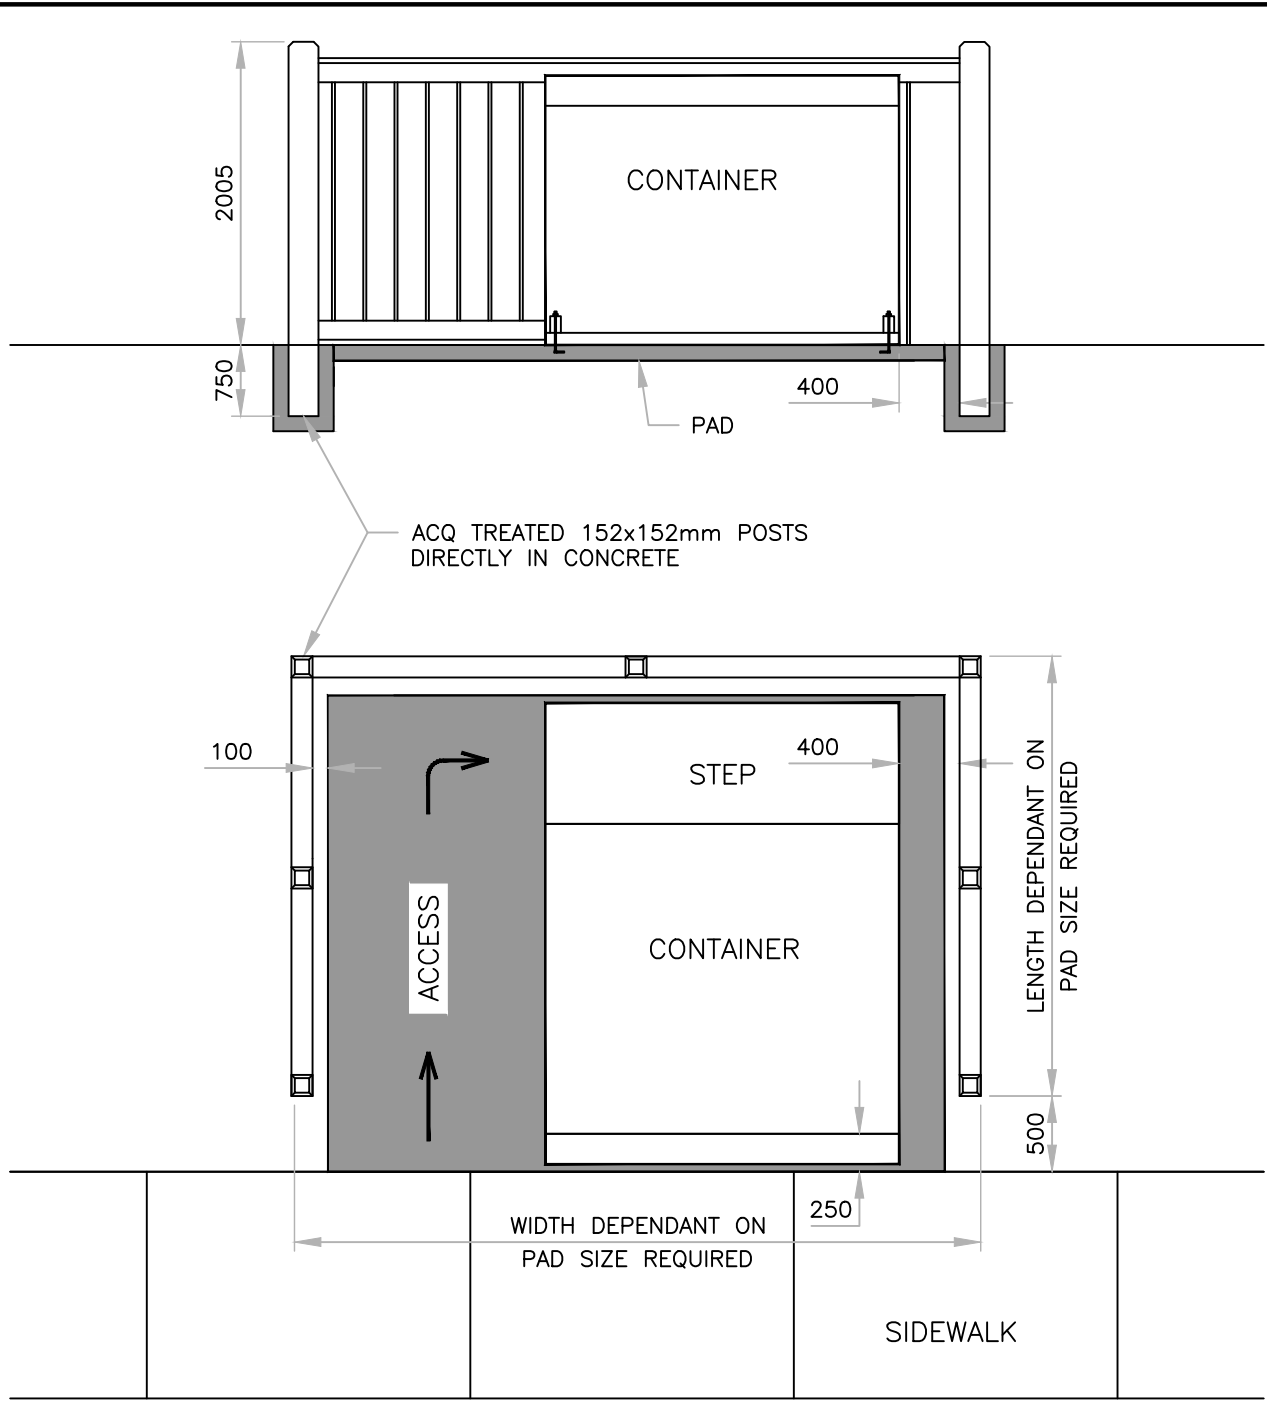 2005
CONTAINER
750
400
PAD
ACQ TREATED 152x152mm POSTS
DIRECTLY IN CONCRETE
100
400
STEP
LENGTH DEPENDANT ON
PAD SIZE REQUIRED
ACCESS
CONTAINER
500
250
WIDTH DEPENDANT ON
PAD SIZE REQUIRED
SIDEWALK